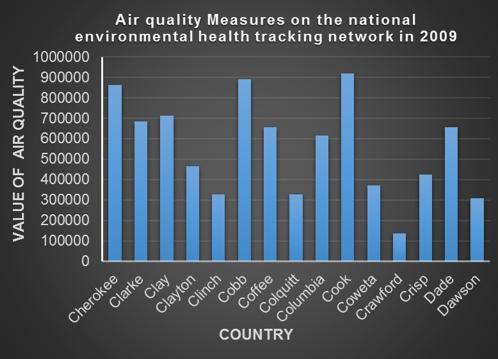 Air quality Measures on the national
environmental health tracking network in 2009
VALUE OF AIR QUALITY
1000000
900000
800000
700000
600000
500000
400000
300000
200000
100000
0
Cherokee
Clarke
Clay
Clayton
Clinch
Cobb
Coffee
Colquitt
Columbia
Cook
Coweta
Crawford
Crisp
Dade
Dawson
COUNTRY